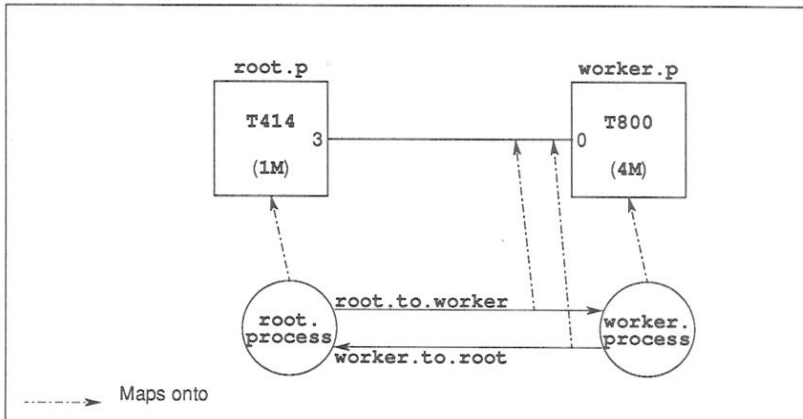 root.p
worker.p
T414
3
(1M)
0
T800
(4M)
root.to.worker
root.
process
worker.
process
worker.to.root
Maps onto